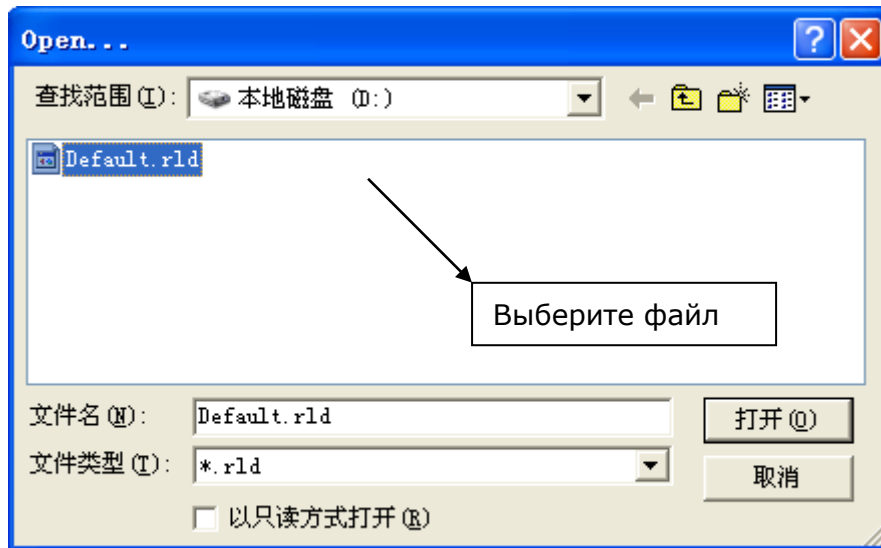 Open...
查找范围(I): 本地磁盘 (D:)
Default.rld
Выберите файл
文件名(N): Default.rld 打开(O)
文件类型(T): *.rld 取消
以只读方式打开(R)